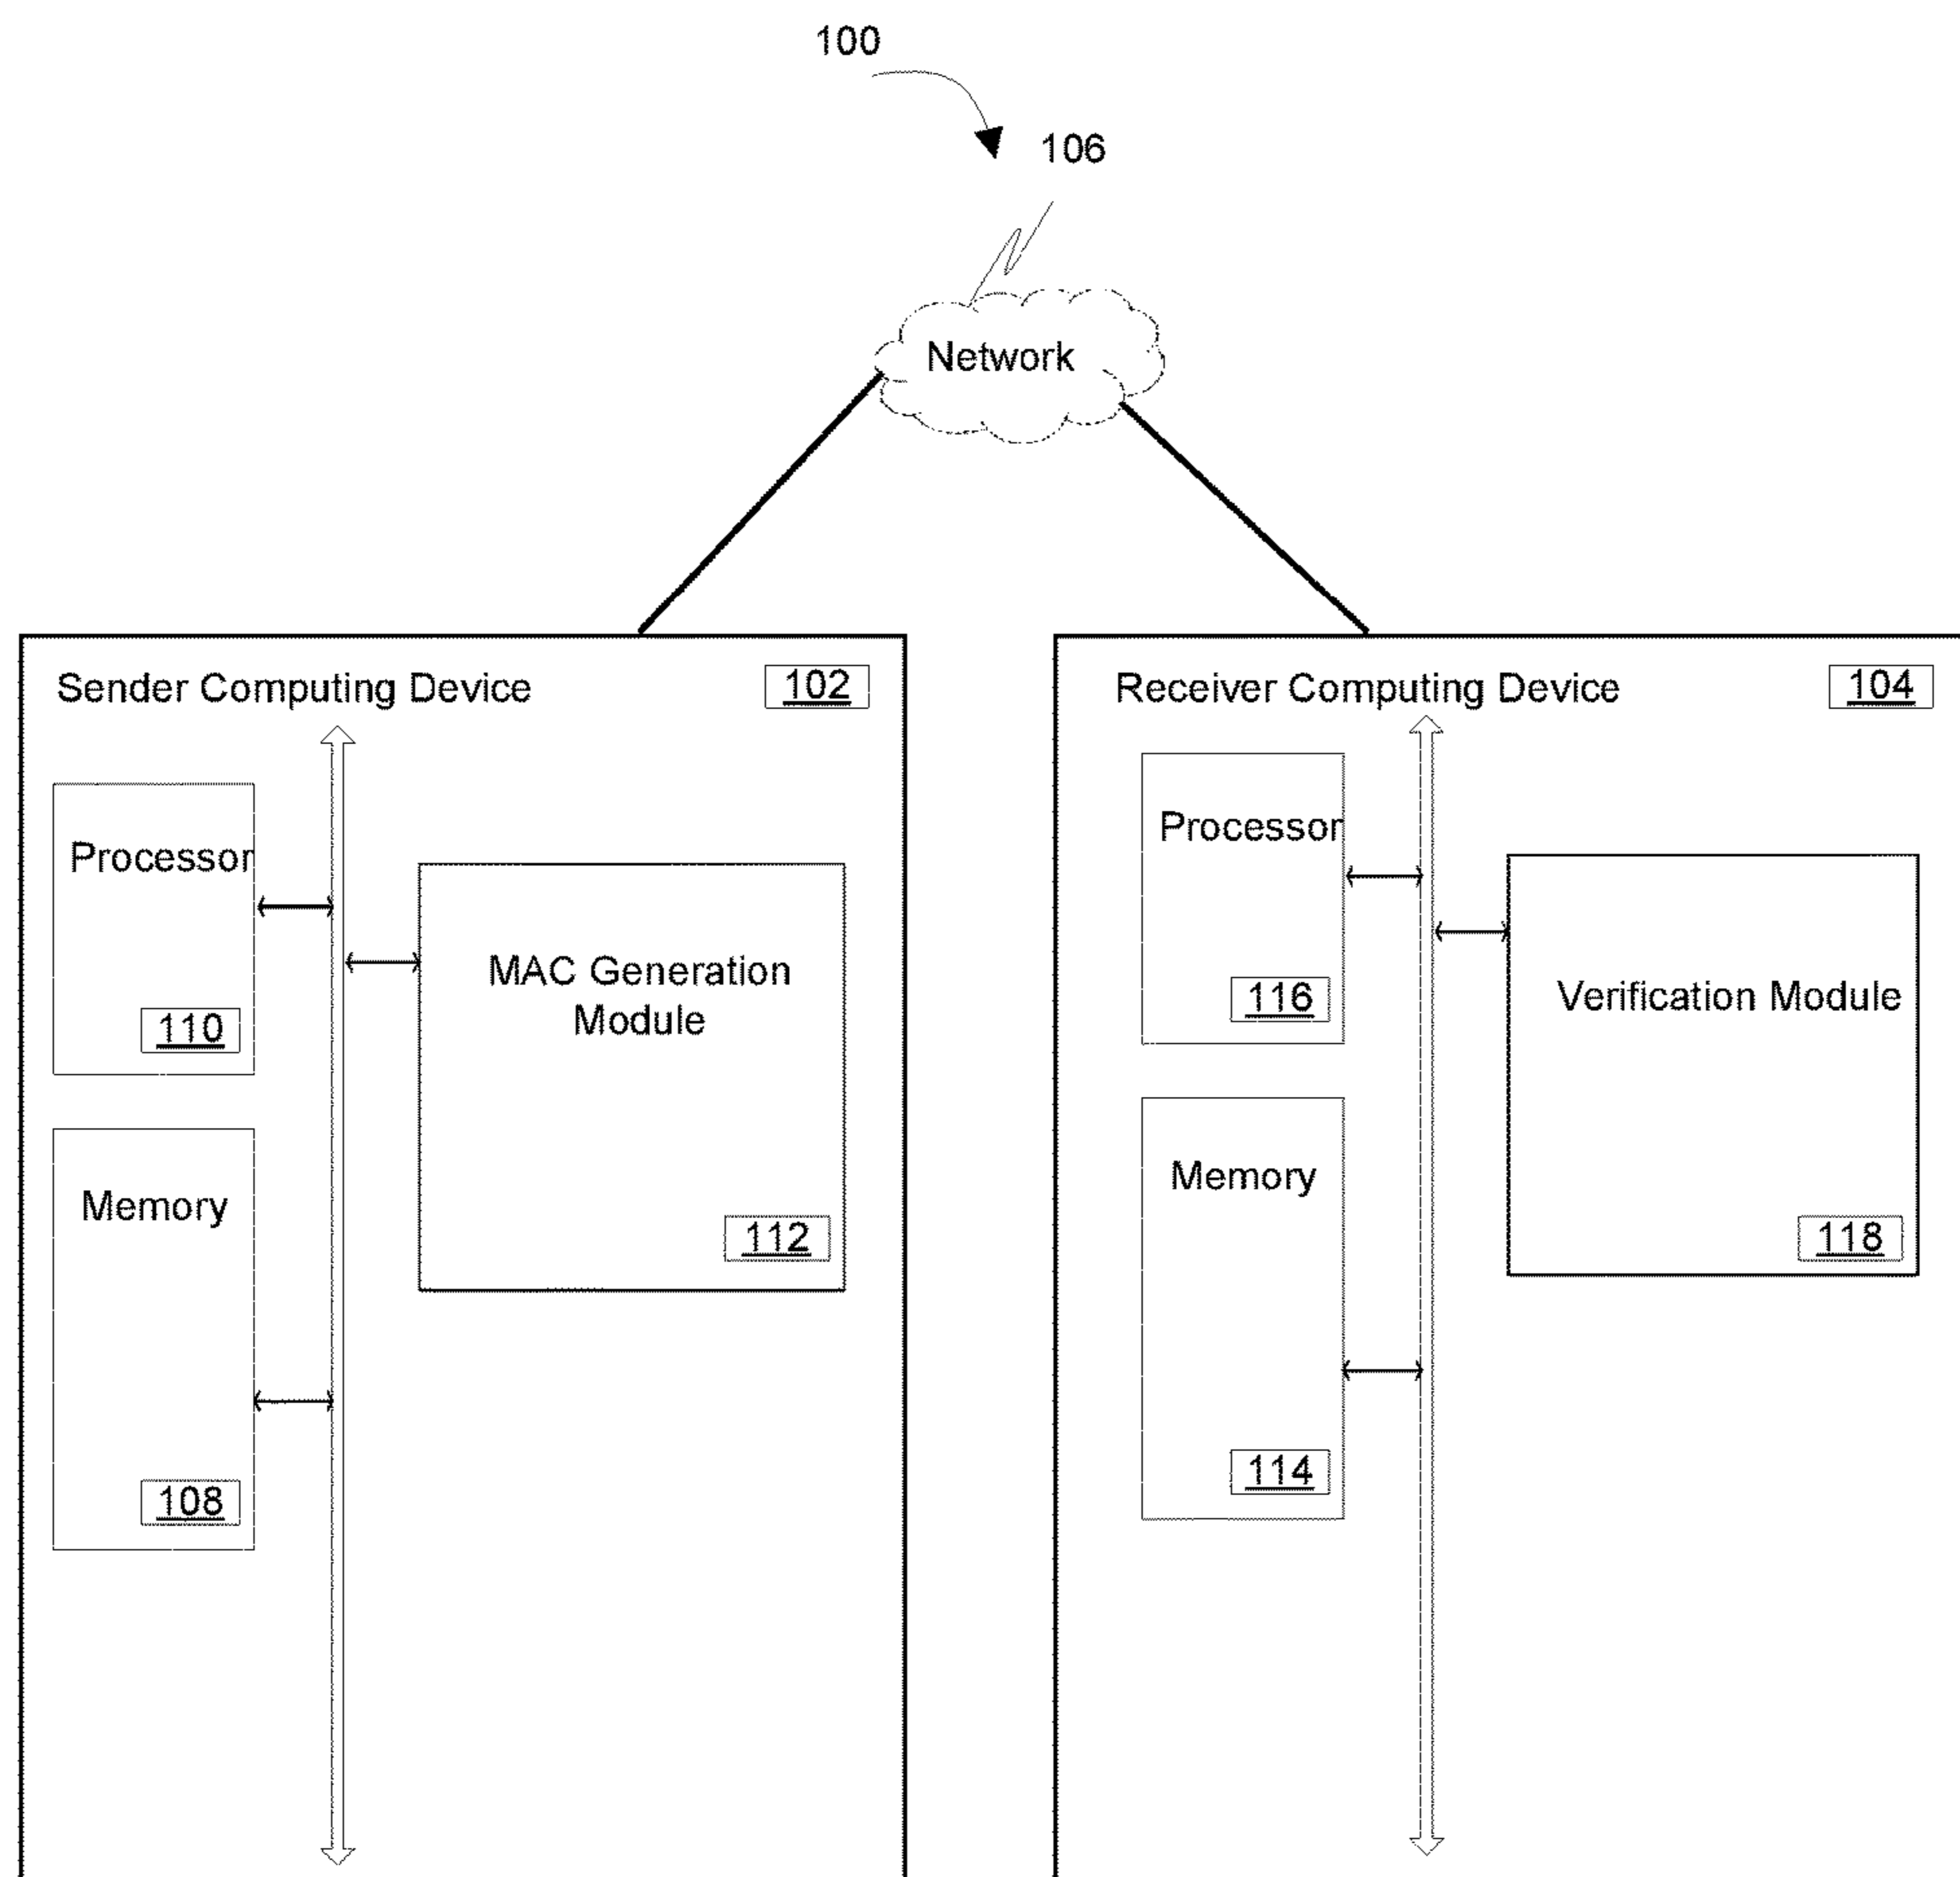 100
106
Network
Sender Computing Device
102
Processor
110
MAC Generation
Module
112
Memory
108
Receiver Computing Device
104
Processor
116
Verification Module
118
Memory
114